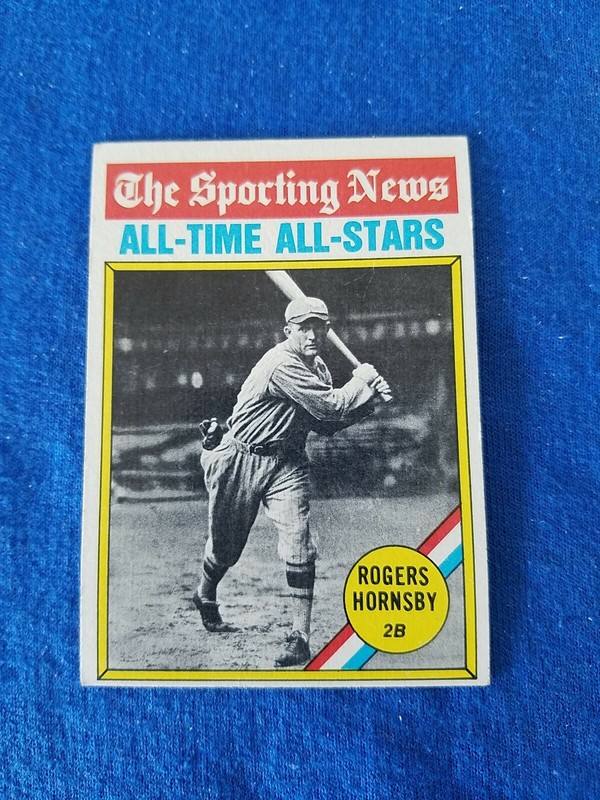 The Sporting News
ALL-TIME ALL-STARS
ROGERS
HORNSBY
2B